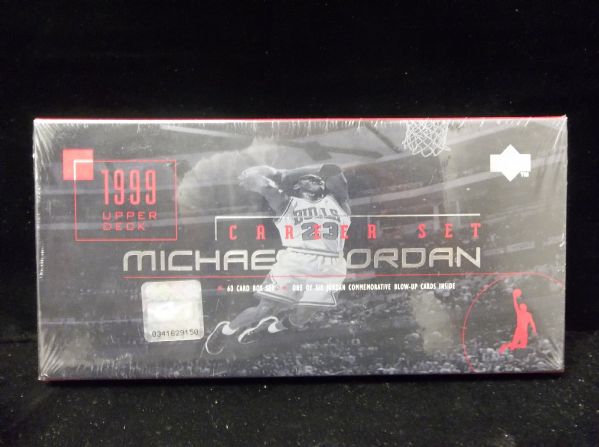 1999
UPPER
DECK
BULLS
23
CAREER SET
MICHAEL JORDAN
60 CARD BOX SET • ONE OF SIX JORDAN COMMEMORATIVE BLOW-UP CARDS INSIDE
0341629150
TM